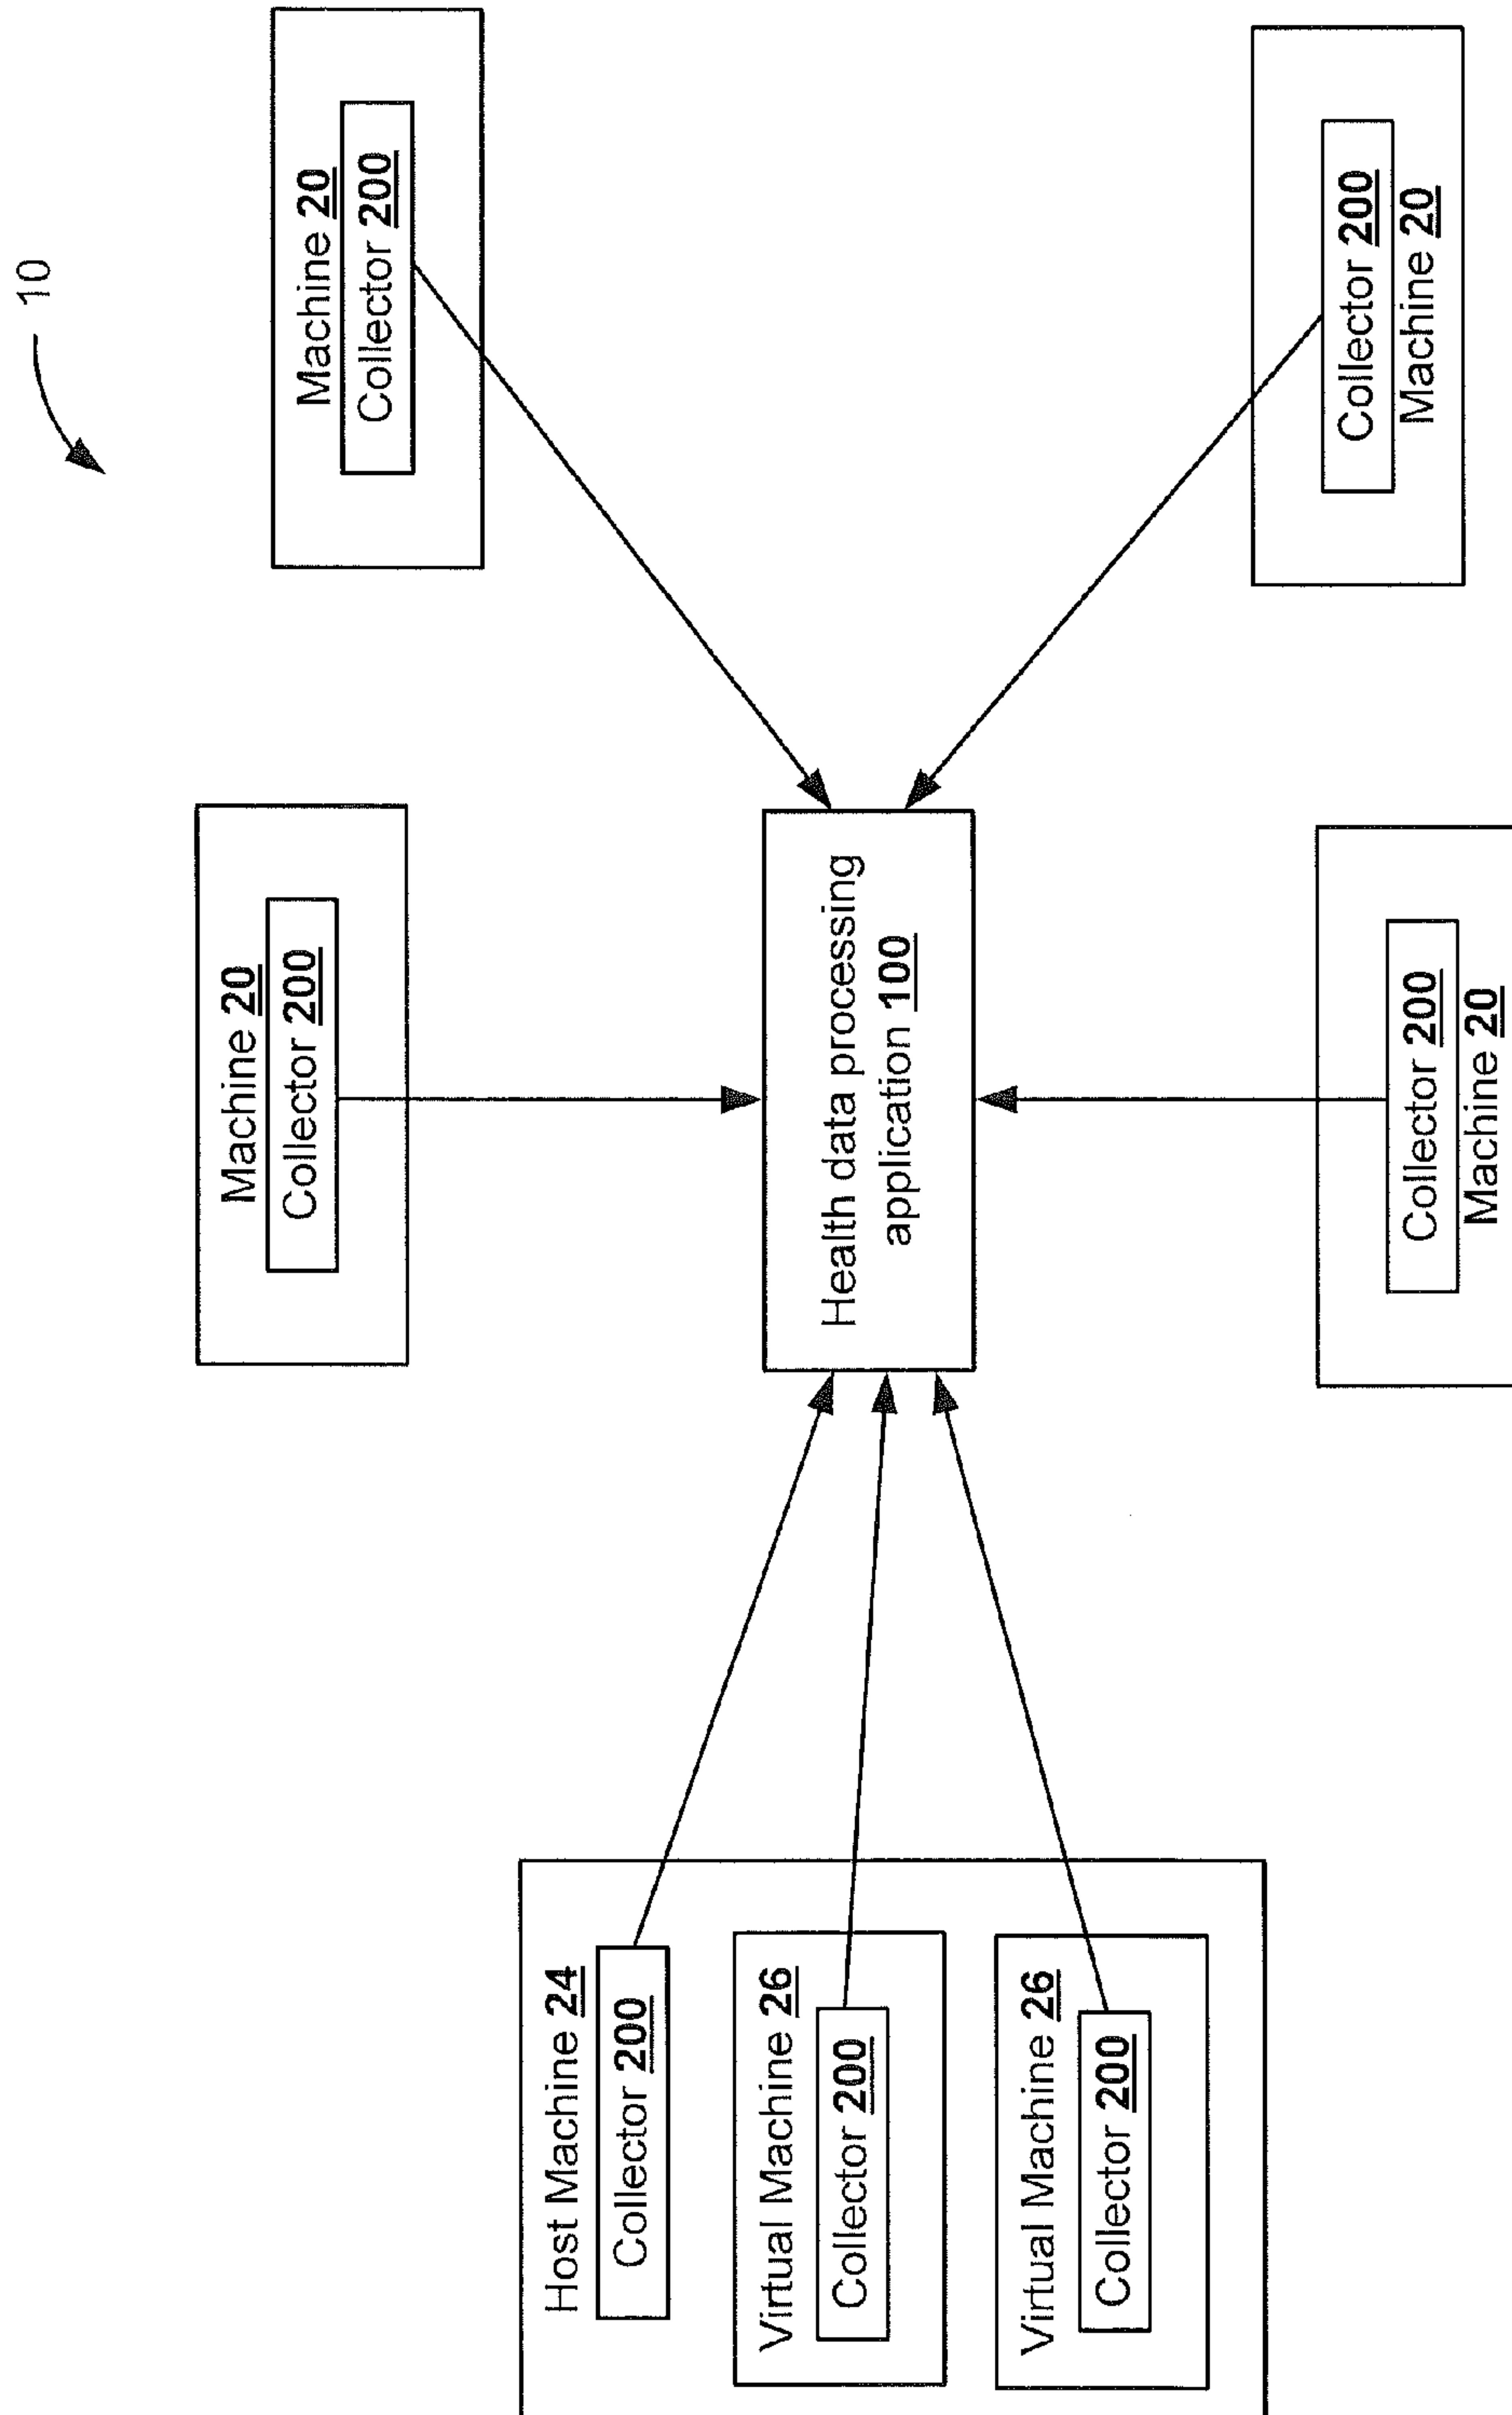 10
Machine 20
Collector 200
Machine 20
Collector 200
Host Machine 24
Collector 200
Virtual Machine 26
Collector 200
Virtual Machine 26
Collector 200
Health data processing
application 100
Collector 200
Machine 20
Collector 200
Machine 20